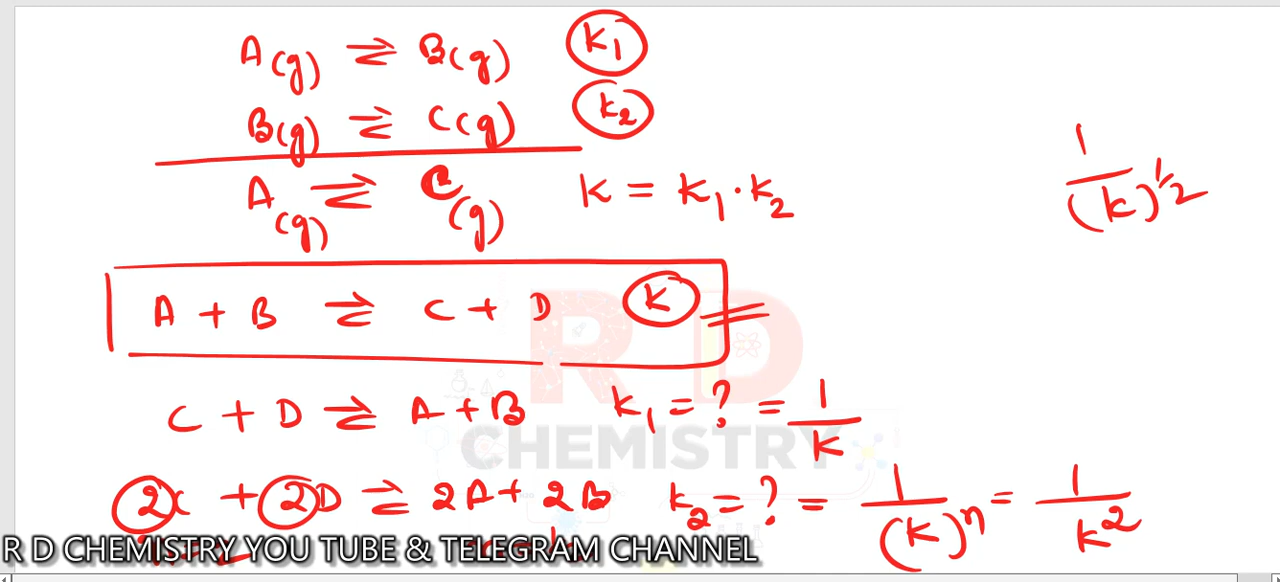 A(g) ⇌ B(g) K1
B(g) ⇌ C(g) K2
A(g) ⇌ C(g) K = K1 · K2
1/(K)^1/2
A + B ⇌ C + D K
C + D ⇌ A + B K1 = ? = 1/K
2C + 2D ⇌ 2A + 2B K2 = ? = 1/(K)^n = 1/K^2
RD
CHEMISTRY
R D CHEMISTRY YOU TUBE & TELEGRAM CHANNEL